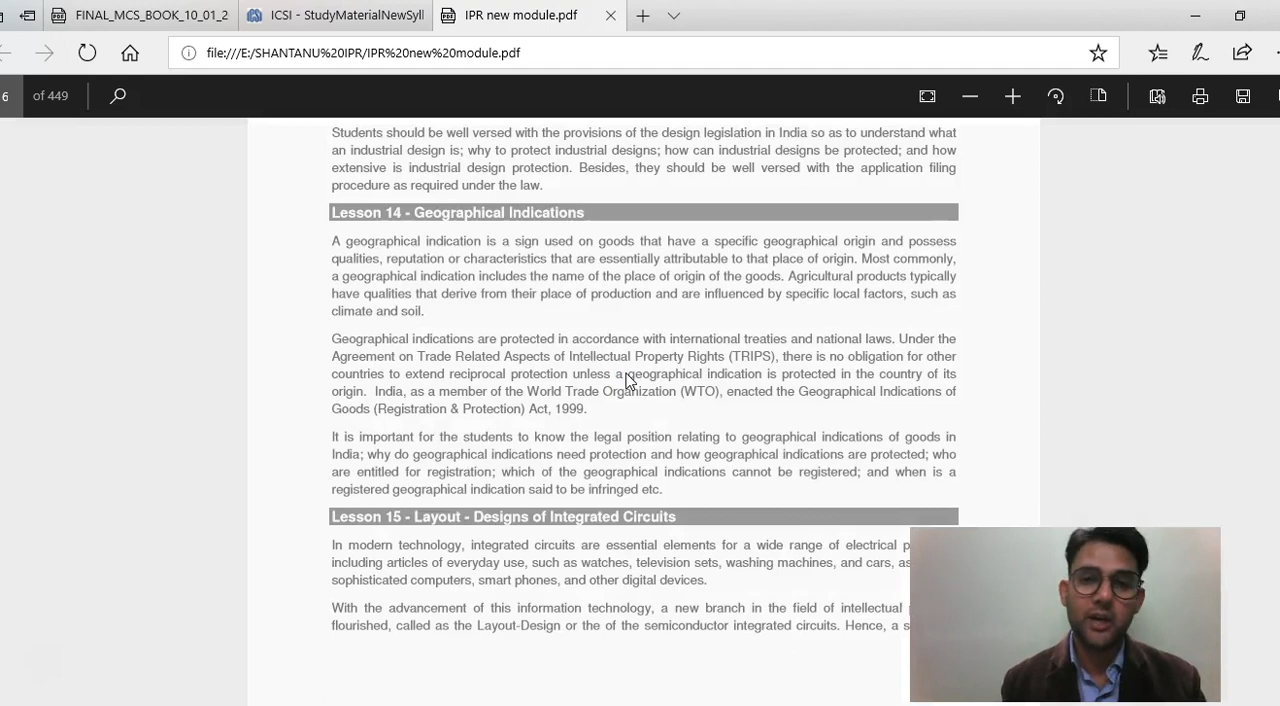 FINAL_MCS_BOOK_10_01_2
ICSI - StudyMaterialNewSyll
IPR new module.pdf
file:///E:/SHANTANU%20IPR/IPR%20new%20module.pdf
6 of 449
Students should be well versed with the provisions of the design legislation in India so as to understand what
an industrial design is; why to protect industrial designs; how can industrial designs be protected; and how
extensive is industrial design protection. Besides, they should be well versed with the application filing
procedure as required under the law.
Lesson 14 - Geographical Indications
A geographical indication is a sign used on goods that have a specific geographical origin and possess
qualities, reputation or characteristics that are essentially attributable to that place of origin. Most commonly,
a geographical indication includes the name of the place of origin of the goods. Agricultural products typically
have qualities that derive from their place of production and are influenced by specific local factors, such as
climate and soil.
Geographical indications are protected in accordance with international treaties and national laws. Under the
Agreement on Trade Related Aspects of Intellectual Property Rights (TRIPS), there is no obligation for other
countries to extend reciprocal protection unless a geographical indication is protected in the country of its
origin. India, as a member of the World Trade Organization (WTO), enacted the Geographical Indications of
Goods (Registration & Protection) Act, 1999.
It is important for the students to know the legal position relating to geographical indications of goods in
India; why do geographical indications need protection and how geographical indications are protected; who
are entitled for registration; which of the geographical indications cannot be registered; and when is a
registered geographical indication said to be infringed etc.
Lesson 15 - Layout - Designs of Integrated Circuits
In modern technology, integrated circuits are essential elements for a wide range of electrical p
including articles of everyday use, such as watches, television sets, washing machines, and cars, as
sophisticated computers, smart phones, and other digital devices.
With the advancement of this information technology, a new branch in the field of intellectual
flourished, called as the Layout-Design or the of the semiconductor integrated circuits. Hence, a s